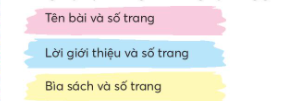 Tên bài và số trang
Lời giới thiệu và số trang
Bìa sách và số trang